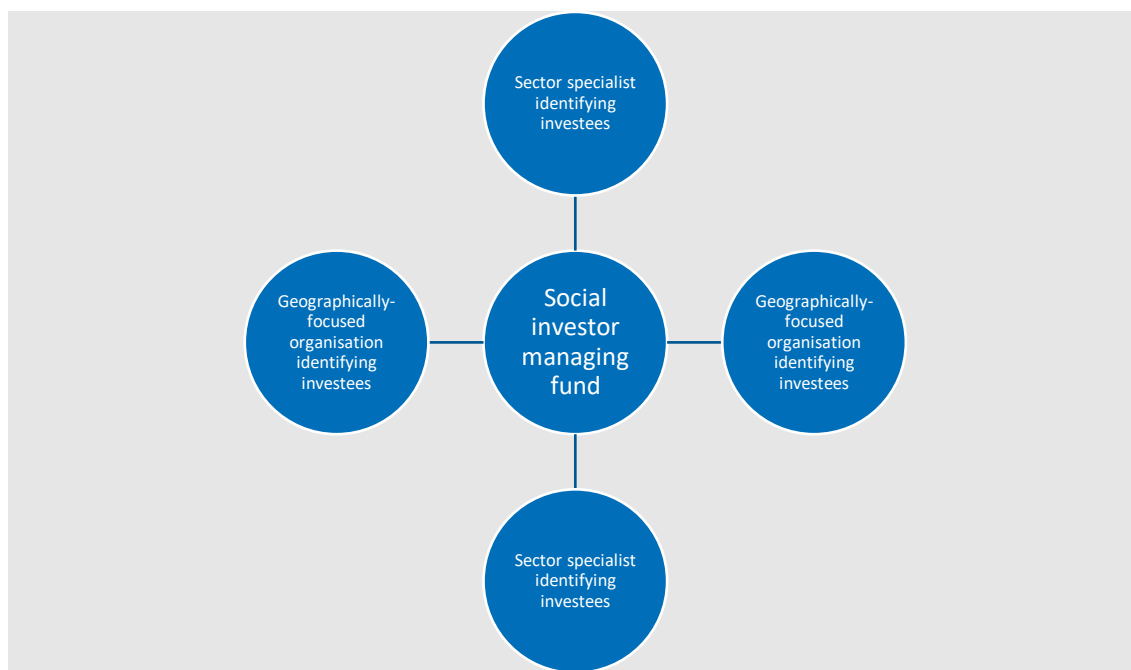 Sector specialist
identifying
investees
Geographically-
focused
organisation
identifying
investees
Social
investor
managing
fund
Geographically-
focused
organisation
identifying
investees
Sector specialist
identifying
investees